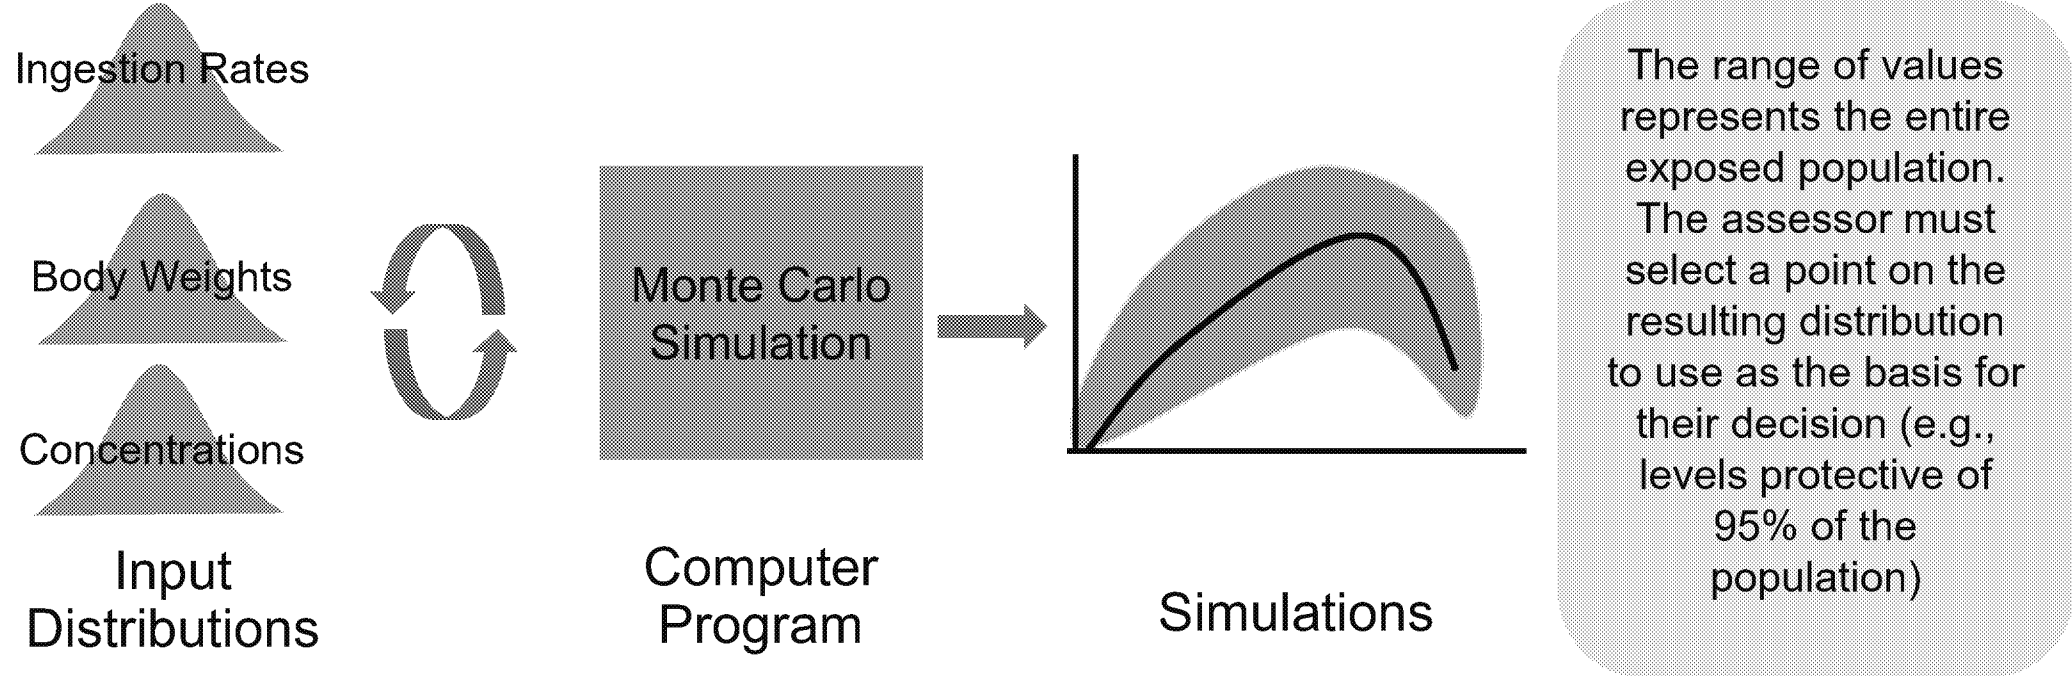 Ingestion Rates
Body Weights
Concentrations
Input
Distributions
Monte Carlo
Simulation
Computer
Program
Simulations
The range of values
represents the entire
exposed population.
The assessor must
select a point on the
resulting distribution
to use as the basis for
their decision (e.g.,
levels protective of
95% of the
population)